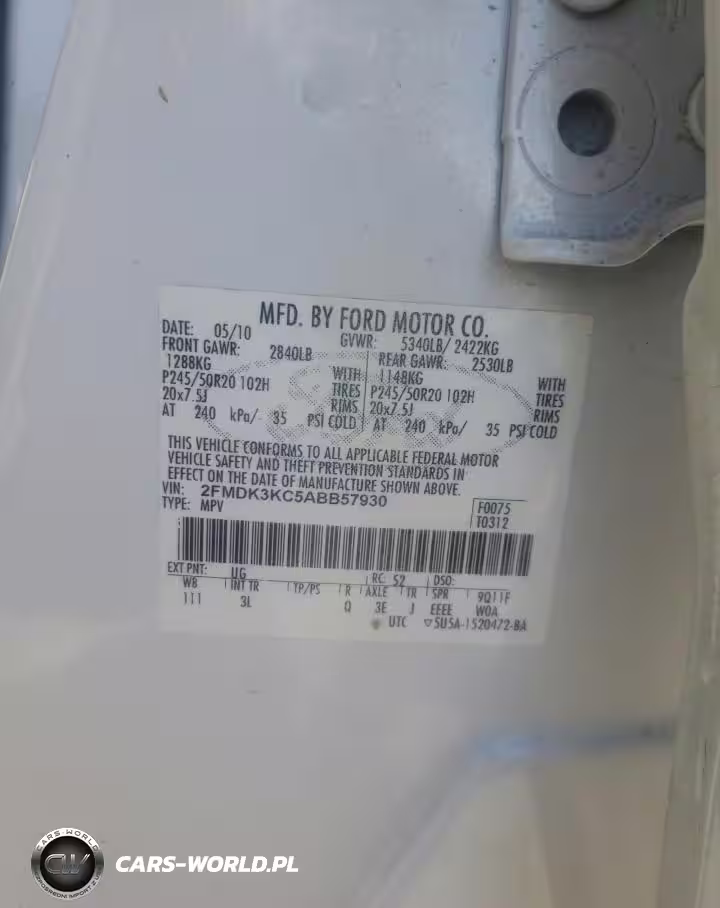 MFD. BY FORD MOTOR CO.
DATE: 05/10 GVWR: 5340LB/ 2422KG
FRONT GAWR: 2840LB REAR GAWR: 2530LB
1288KG WITH 1148KG WITH
P245/50R20 102H TIRES P245/50R20 102H TIRES
20x7.5J RIMS 20x7.5J RIMS
AT 240 kPa/ 35 PSI COLD AT 240 kPa/ 35 PSI COLD
THIS VEHICLE CONFORMS TO ALL APPLICABLE FEDERAL MOTOR
VEHICLE SAFETY AND THEFT PREVENTION STANDARDS IN
EFFECT ON THE DATE OF MANUFACTURE SHOWN ABOVE.
VIN: 2FMDK3KC5ABB57930 F0075
TYPE: MPV T0312
EXT PNT: UG RC: 52 DSO:
WB INT TR TP/PS R AXLE TR SPR 9Q11F
111 3L Q 3E J EEEE W0A
UTC ▽5U5A-1520472-BA
CARS-WORLD
CW
CARS-WORLD.PL